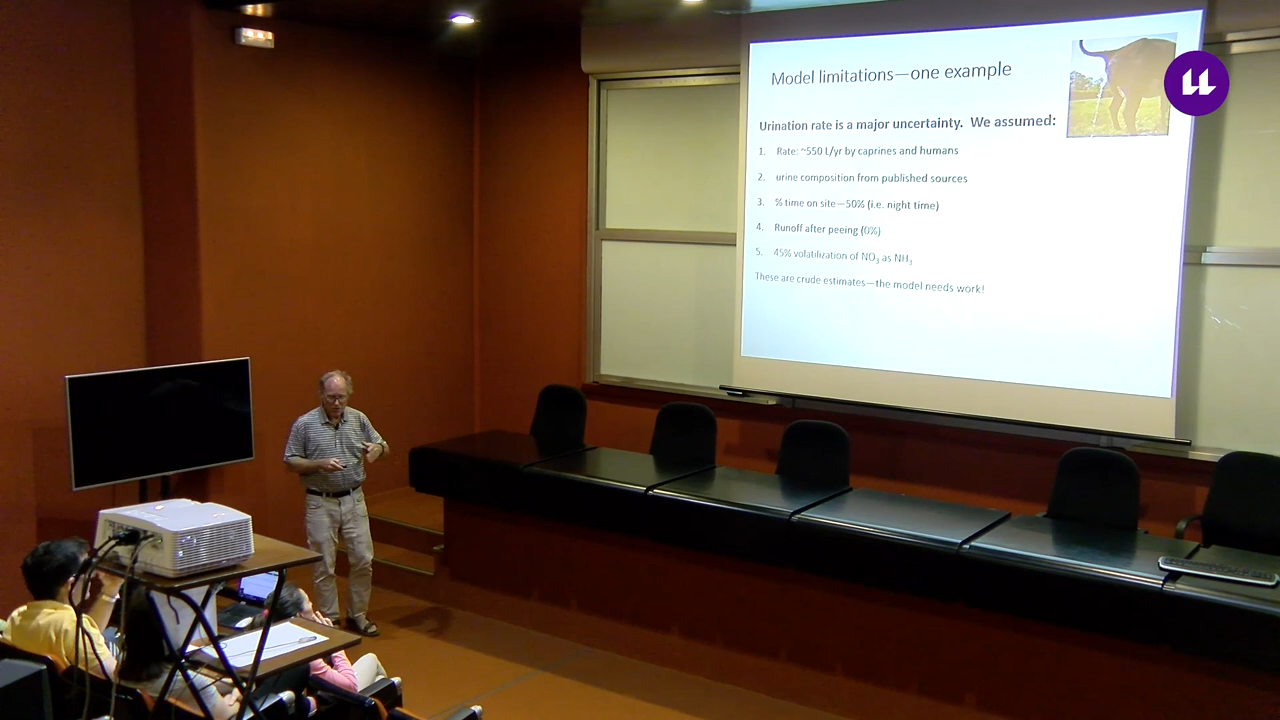 Model limitations—one example
Urination rate is a major uncertainty. We assumed:
1. Rate: ~550 L/yr by caprines and humans
2. urine composition from published sources
3. % time on site—50% (i.e. night time)
4. Runoff after peeing (0%)
5. 45% volatilization of NO3 as NH3
These are crude estimates—the model needs work!